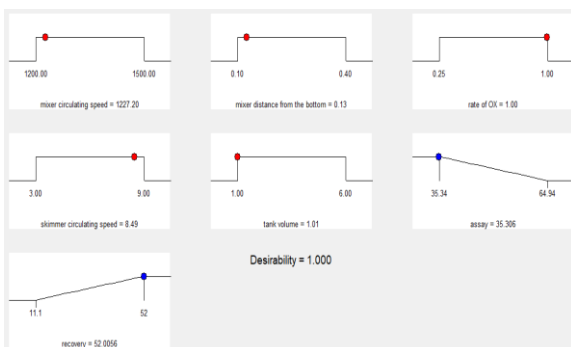 1200.00 1500.00
mixer circulating speed = 1227.20
0.10 0.40
mixer distance from the bottom = 0.13
0.25 1.00
rate of OX = 1.00
3.00 9.00
skimmer circulating speed = 8.49
1.00 6.00
tank volume = 1.01
35.34 64.94
assay = 35.306
Desirability = 1.000
11.1 52
recovery = 52.0056